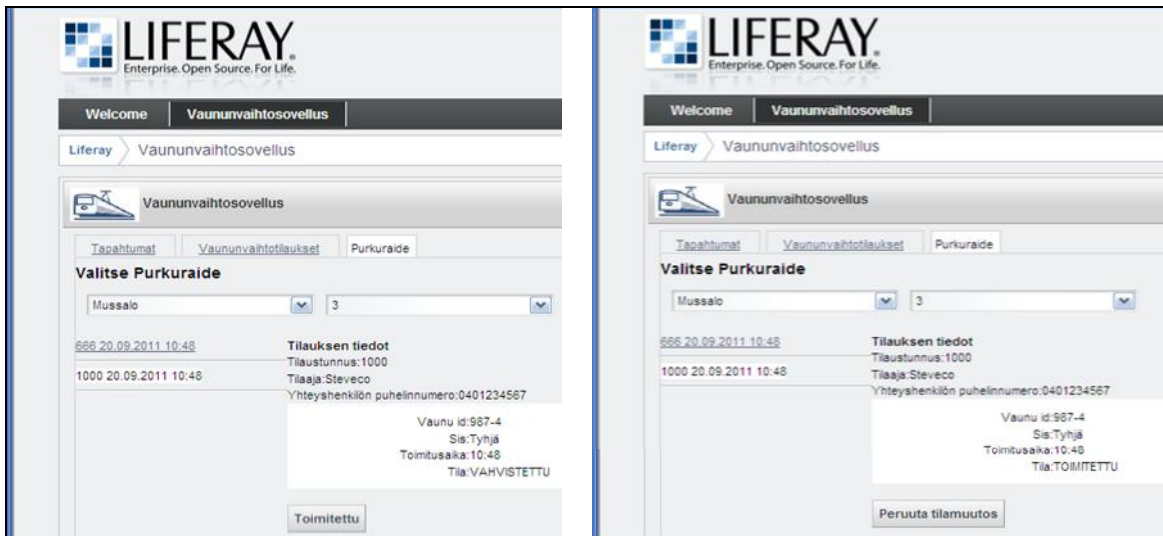 LIFERAY.
Enterprise. Open Source. For Life.
Welcome Vaununvaihtosovellus
Liferay Vaununvaihtosovellus
Vaununvaihtosovellus
Tapahtumat Vaununvaihtotilaukset Purkuraide
Valitse Purkuraide
Mussalo 3
666 20.09.2011 10:48
1000 20.09.2011 10:48
Tilauksen tiedot
Tilaustunnus:1000
Tilaaja:Steveco
Yhteyshenkilön puhelinnumero:0401234567
Vaunu id:987-4
Sis:Tyhjä
Toimitusaika:10:48
Tila:VAHVISTETTU
Toimitettu
LIFERAY.
Enterprise. Open Source. For Life.
Welcome Vaununvaihtosovellus
Liferay Vaununvaihtosovellus
Vaununvaihtosovellus
Tapahtumat Vaununvaihtotilaukset Purkuraide
Valitse Purkuraide
Mussalo 3
666 20.09.2011 10:48
1000 20.09.2011 10:48
Tilauksen tiedot
Tilaustunnus:1000
Tilaaja:Steveco
Yhteyshenkilön puhelinnumero:0401234567
Vaunu id:987-4
Sis:Tyhjä
Toimitusaika:10:48
Tila:TOIMITETTU
Peruuta tilamuutos